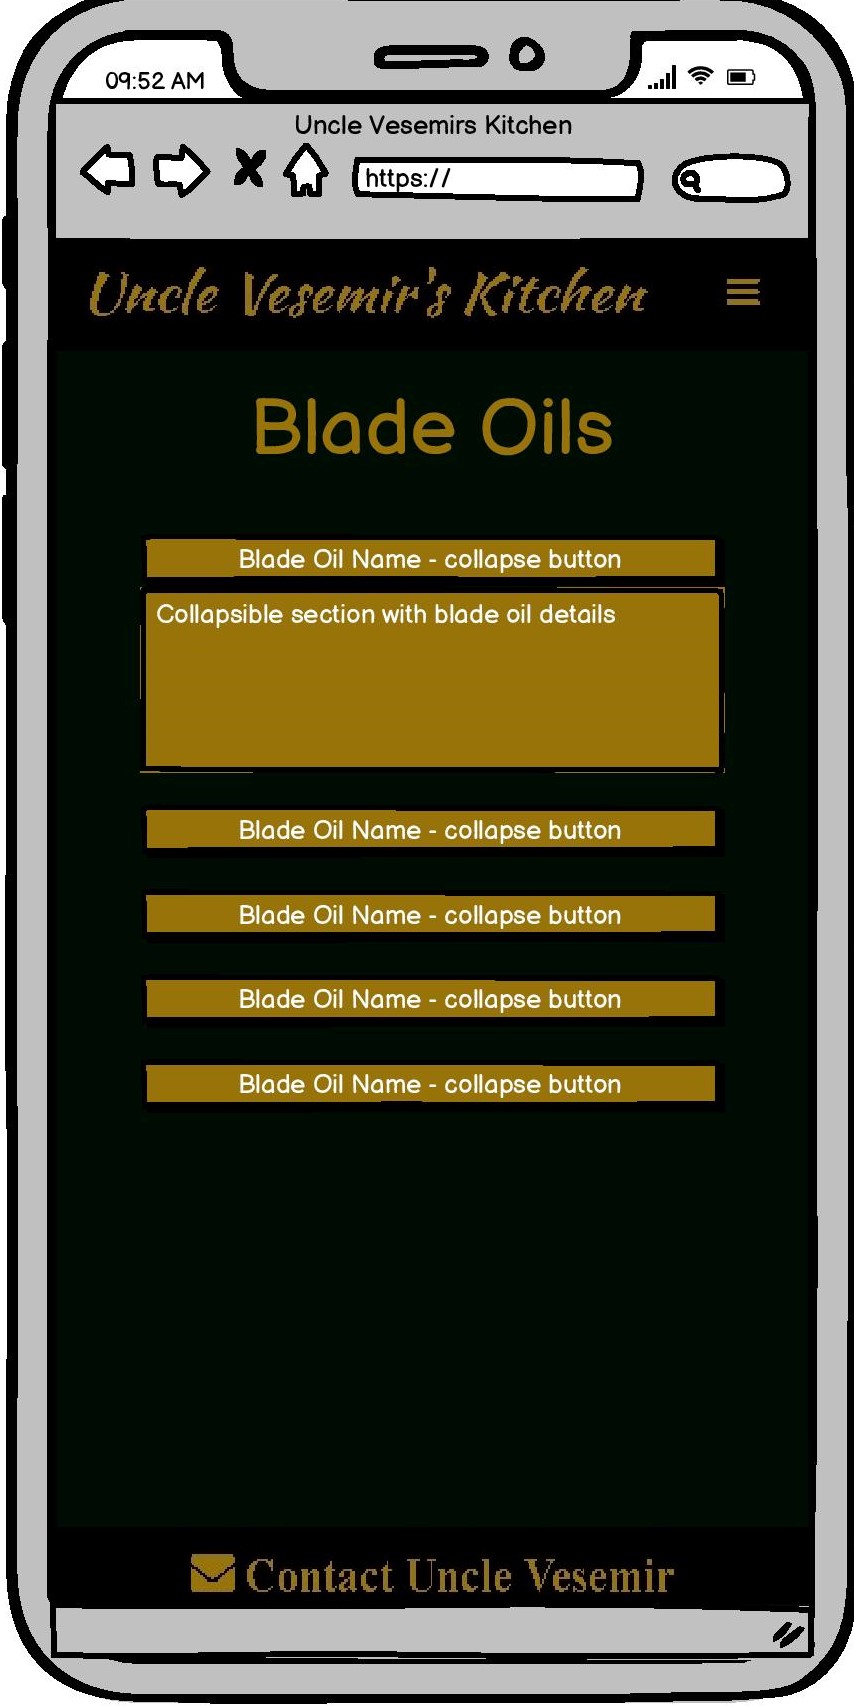 09:52 AM
Uncle Vesemirs Kitchen
https://
Uncle Vesemir's Kitchen
Blade Oils
Blade Oil Name - collapse button
Collapsible section with blade oil details
Blade Oil Name - collapse button
Blade Oil Name - collapse button
Blade Oil Name - collapse button
Blade Oil Name - collapse button
Contact Uncle Vesemir